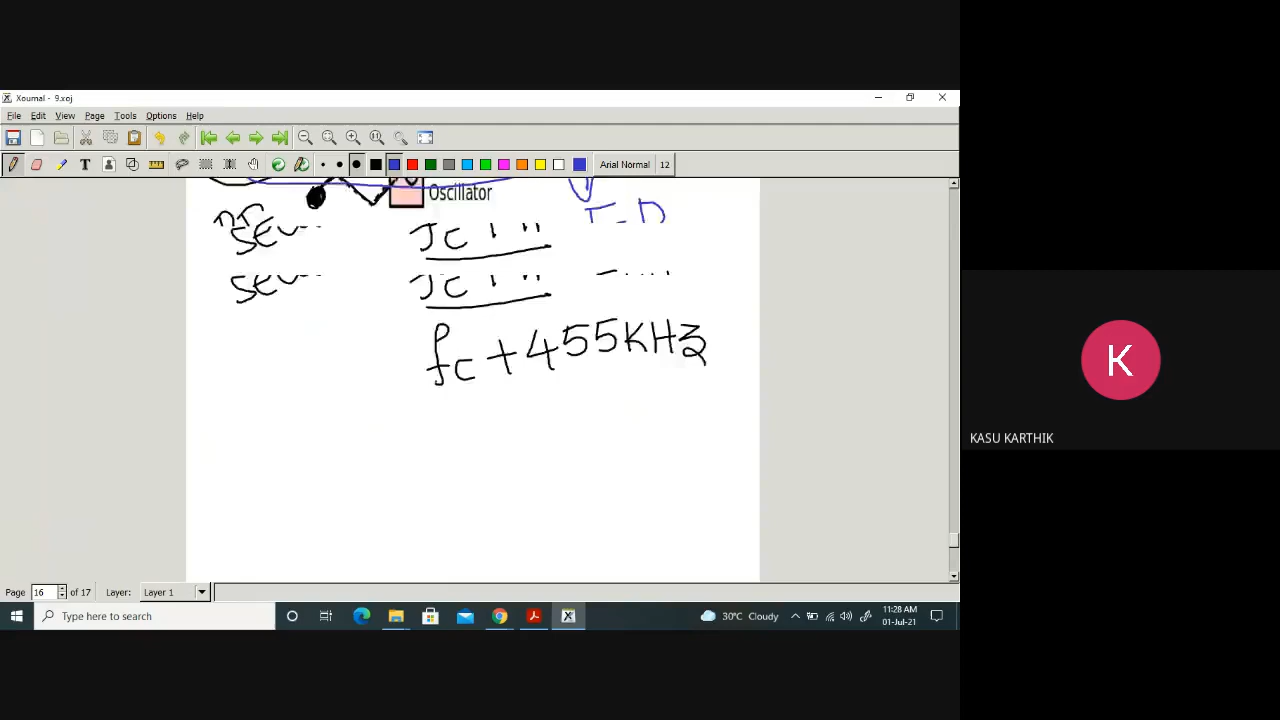 Xournal - 9.xoj
File Edit View Page Tools Options Help
Arial Normal 12
Oscillator
fc + 455KHz
K
KASU KARTHIK
Page 16 of 17 Layer: Layer 1
Type here to search
30°C Cloudy
11:28 AM
01-Jul-21